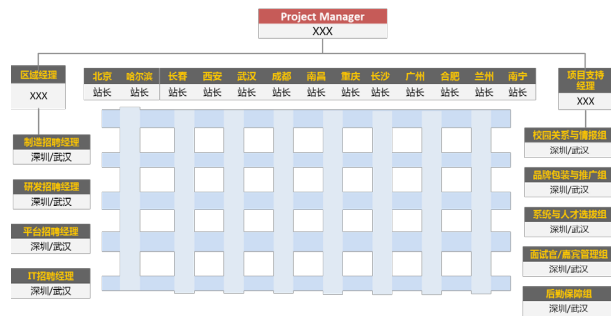 Project Manager
XXX
区域经理
XXX
北京 哈尔滨 长春 西安 武汉 成都 南昌 重庆 长沙 广州 合肥 兰州 南宁
站长 站长 站长 站长 站长 站长 站长 站长 站长 站长 站长 站长 站长
项目支持
经理
XXX
制造招聘经理
深圳/武汉
研发招聘经理
深圳/武汉
平台招聘经理
深圳/武汉
IT招聘经理
深圳/武汉
校园关系与情报组
深圳/武汉
品牌包装与推广组
深圳/武汉
系统与人才选拔组
深圳/武汉
面试官/嘉宾管理组
深圳/武汉
后勤保障组
深圳/武汉